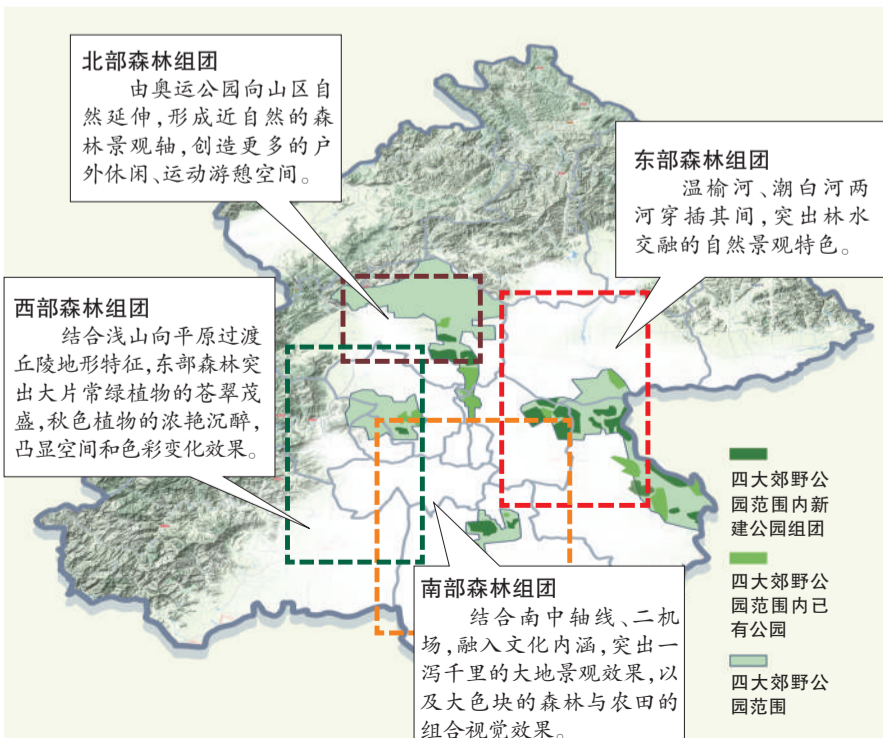 北部森林组团
由奥运公园向山区自
然延伸，形成近自然的森
林景观轴，创造更多的户
外休闲、运动游憩空间。
东部森林组团
温榆河、潮白河两
河穿插其间，突出林水
交融的自然景观特色。
西部森林组团
结合浅山向平原过渡
丘陵地形特征，东部森林突
出大片常绿植物的苍翠茂
盛，秋色植物的浓艳沉醉，
凸显空间和色彩变化效果。
南部森林组团
结合南中轴线、二机
场，融入文化内涵，突出一
泻千里的大地景观效果，以
及大色块的森林与农田的
组合视觉效果。
四大郊野公
园范围内新
建公园组团
四大郊野公
园范围内已
有公园
四大郊野公
园范围